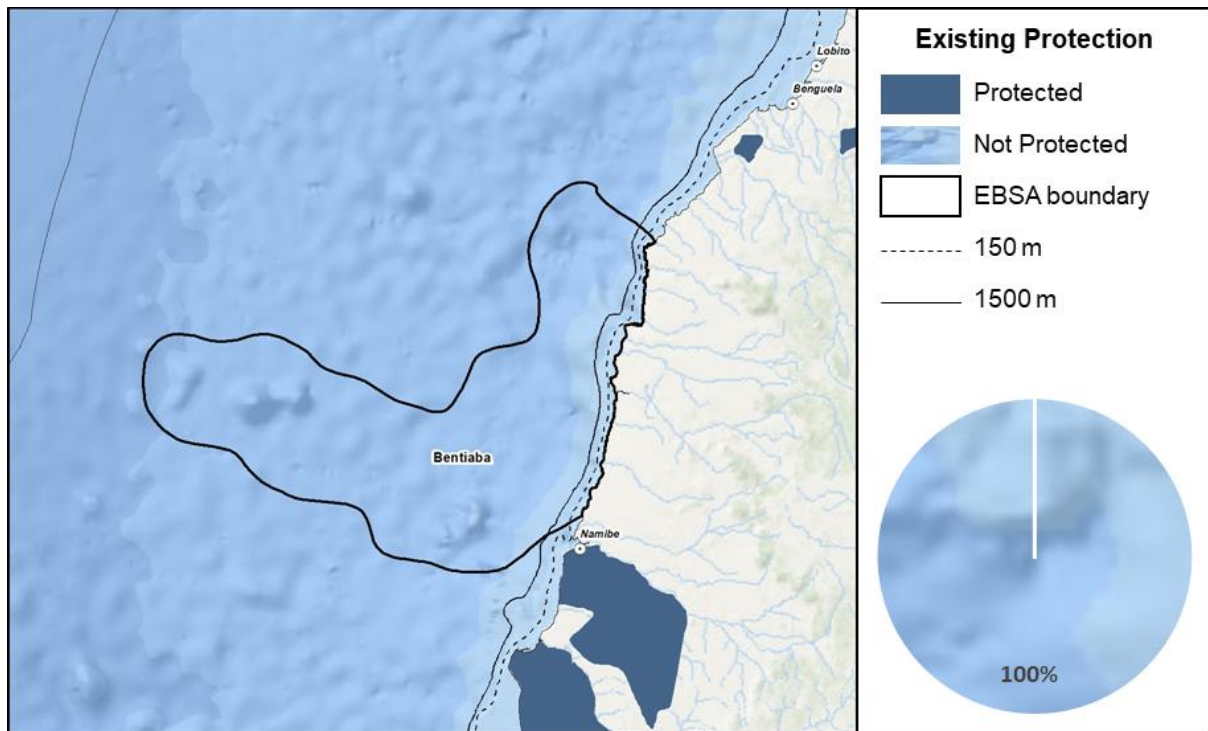 Lobito
Benguela
Bentiaba
Namibe
Existing Protection
Protected
Not Protected
EBSA boundary
150 m
1500 m
100%